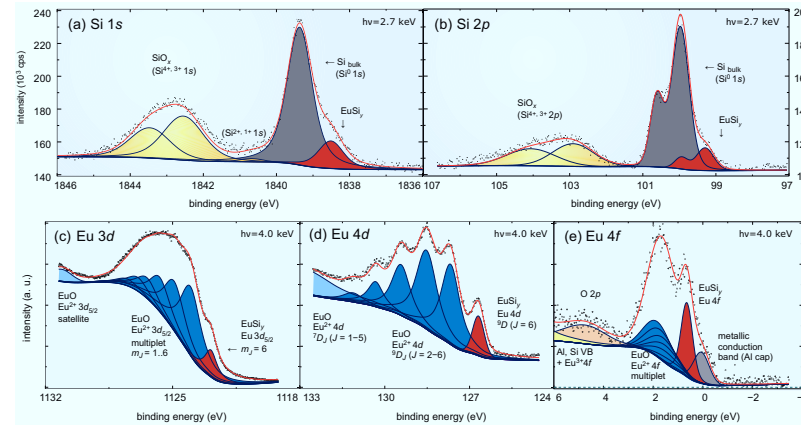 (a) Si 1s
hν=2.7 keV
SiOx
(Si4+, 3+ 1s)
(Si2+, 1+ 1s)
← Si bulk
(Si0 1s)
EuSiy
↓
intensity (10³ cps)
240
220
200
180
160
140
1846
1844
1842
1840
1838
1836
binding energy (eV)
(b) Si 2p
hν=2.7 keV
SiOx
(Si4+, 3+ 2p)
← Si bulk
(Si0 1s)
EuSiy
↓
107
105
103
101
99
97
binding energy (eV)
(c) Eu 3d
hν=4.0 keV
EuO
Eu2+ 3d5/2
satellite
EuO
Eu2+ 3d5/2
multiplet
mJ = 1..6
EuSiy
Eu 3d5/2
← mJ = 6
intensity (a. u.)
1132
1125
1118
binding energy (eV)
(d) Eu 4d
hν=4.0 keV
EuO
Eu2+ 4d
7DJ (J = 1–5)
EuO
Eu2+ 4d
9DJ (J = 2–6)
EuSiy
Eu 4d
9D (J = 6)
133
130
127
124
binding energy (eV)
(e) Eu 4f
hν=4.0 keV
O 2p
EuSiy
Eu 4f
Al, Si VB
+ Eu3+4f
EuO
Eu2+ 4f
multiplet
metallic
conduction
band (Al cap)
6
4
2
0
−2
binding energy (eV)